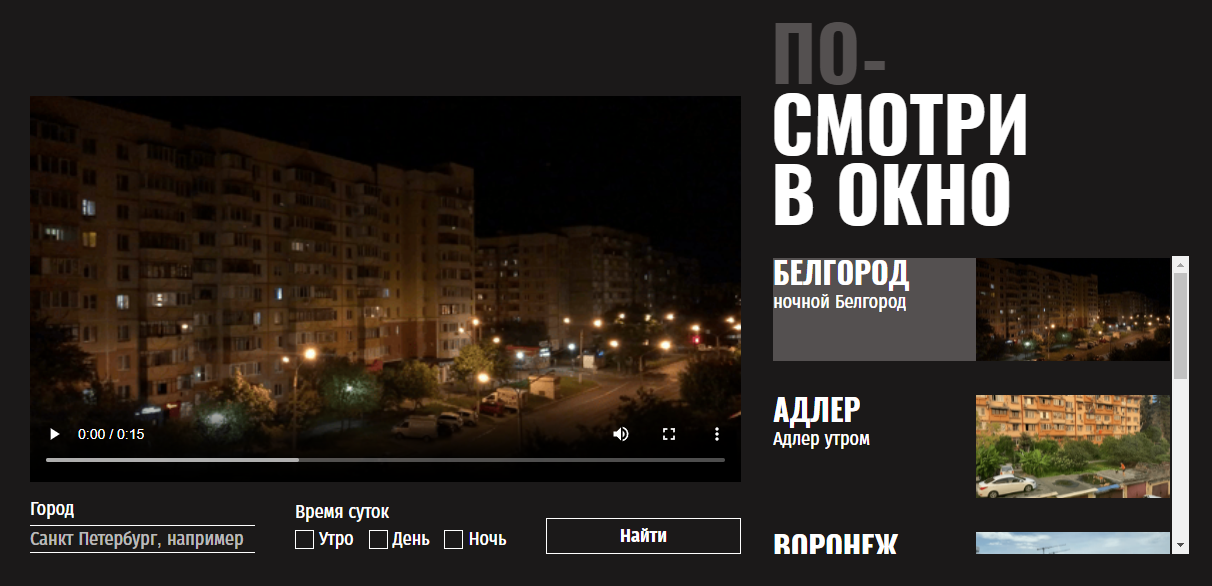 ПО-
СМОТРИ
В ОКНО
0:00 / 0:15
Город
Санкт Петербург, например
Время суток
Утро
День
Ночь
Найти
БЕЛГОРОД
ночной Белгород
АДЛЕР
Адлер утром
ВОРОНЕЖ